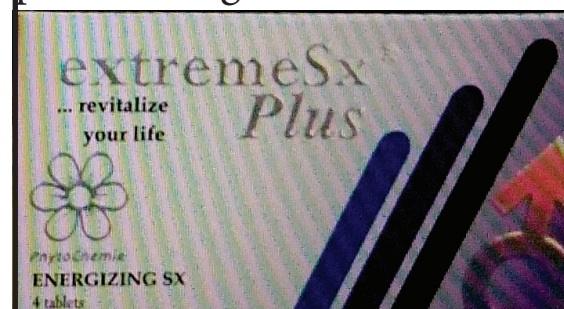 extremeSx®
Plus
... revitalize
your life
PhytoChemie
ENERGIZING SX
4 tablets